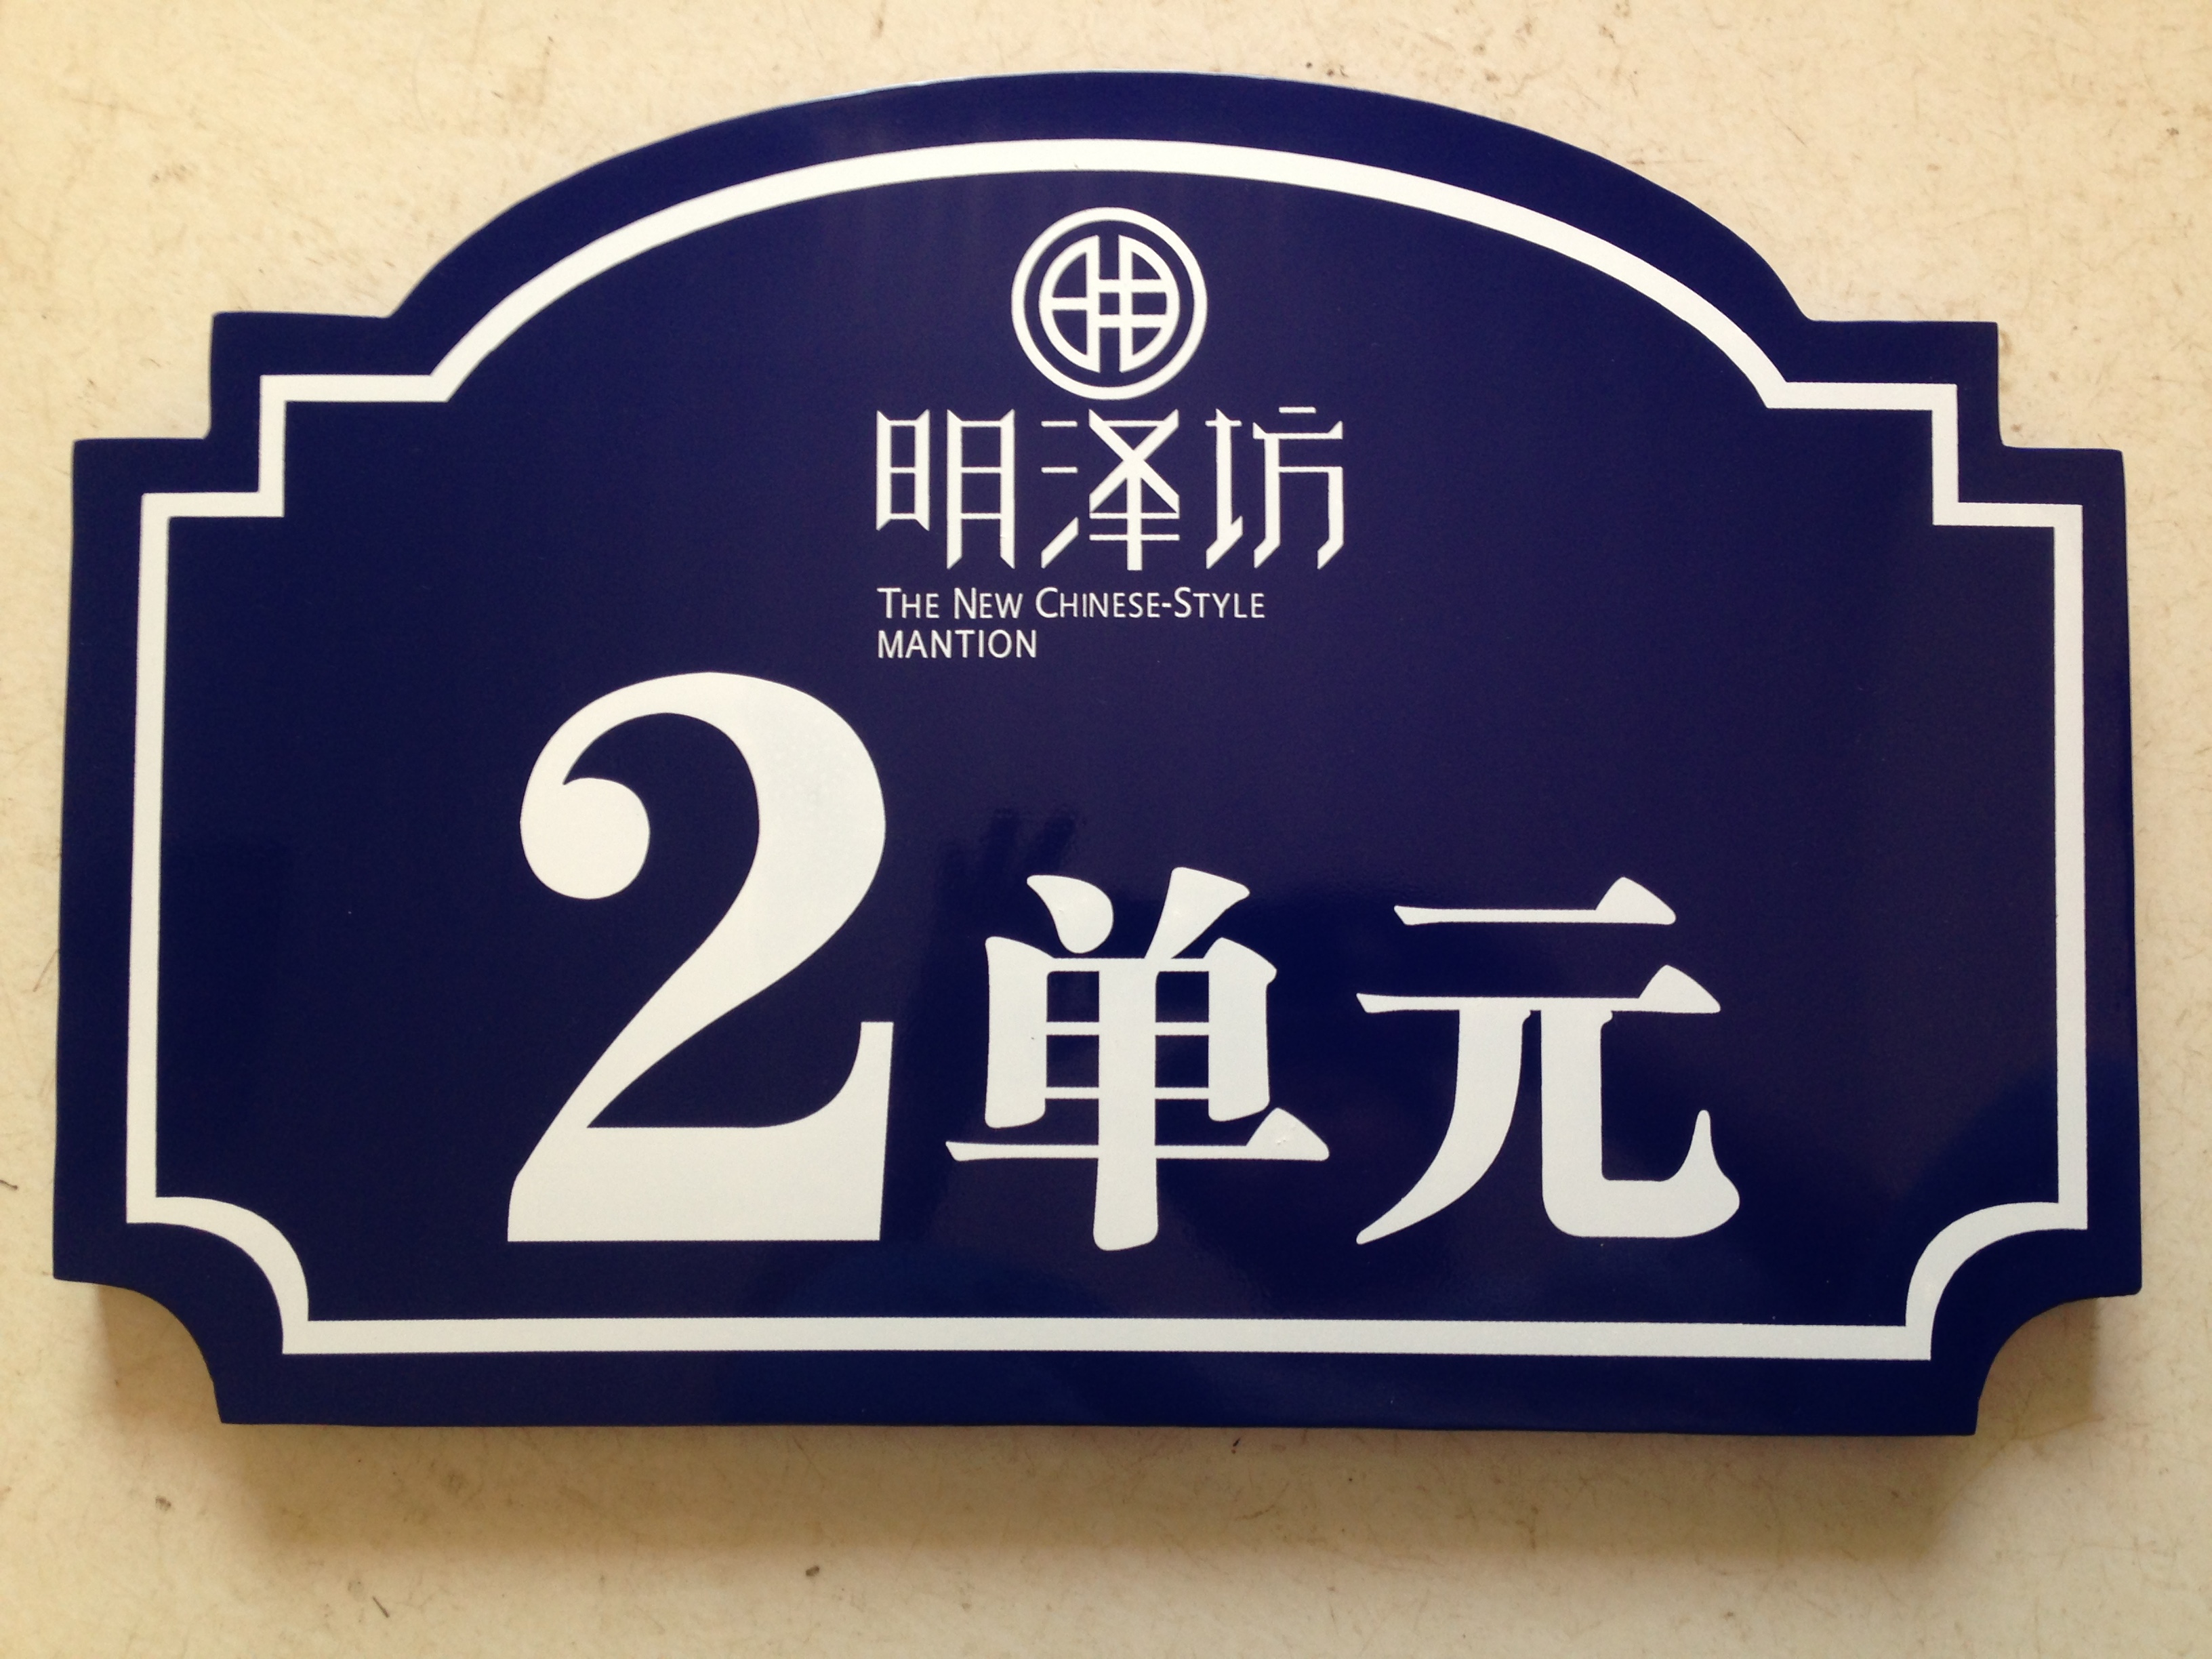 明泽坊
The New Chinese-Style
MANTION
2单元